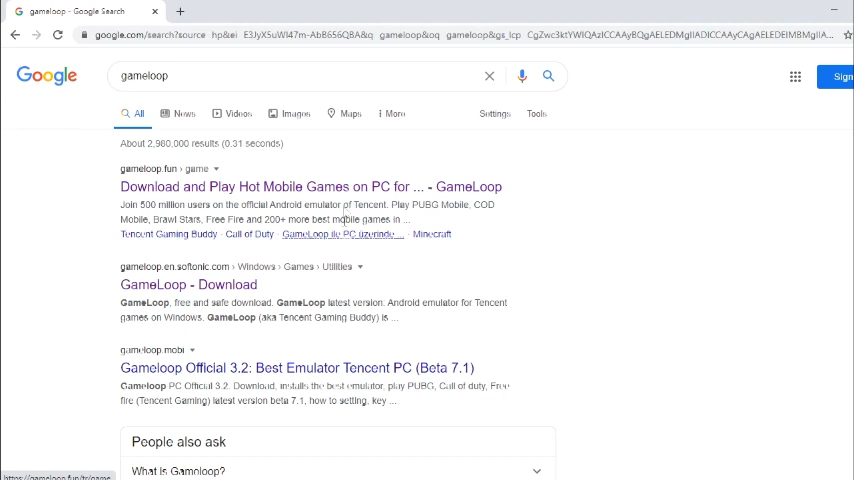 gameloop - Google Search
google.com/search?source hp&ei E3JyX5uWI47m-AbB656QBA&q gameloop&oq gameloop&gs_lcp
Google
gameloop
Sign
All News Videos Images Maps More Settings Tools
About 2,980,000 results (0.31 seconds)
gameloop.fun › game
Download and Play Hot Mobile Games on PC for ... - GameLoop
Join 500 million users on the official Android emulator of Tencent. Play PUBG Mobile, COD
Mobile, Brawl Stars, Free Fire and 200+ more best mobile games in ...
Tencent Gaming Buddy · Call of Duty · GameLoop ile PC üzerinde ... · Minecraft
gameloop.en.softonic.com › Windows › Games › Utilities
GameLoop - Download
GameLoop, free and safe download. GameLoop latest version: Android emulator for Tencent
games on Windows. GameLoop (aka Tencent Gaming Buddy) is ...
gameloop.mobi
Gameloop Official 3.2: Best Emulator Tencent PC (Beta 7.1)
Gameloop PC Official 3.2. Download, installs the best emulator, play PUBG, Call of duty, Free
fire (Tencent Gaming) latest version beta 7.1, how to setting, key ...
People also ask
What is Gameloop?
https://gameloop.fun/tr/game